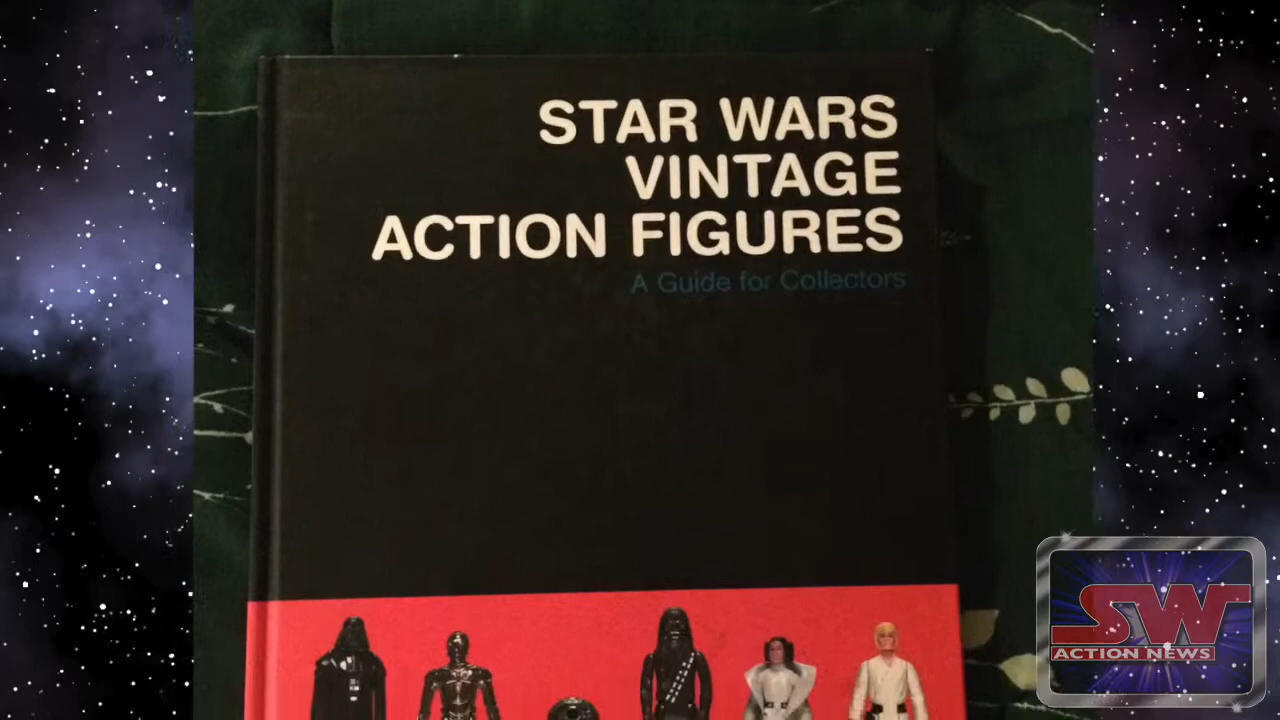 STAR WARS
VINTAGE
ACTION FIGURES
A Guide for Collectors
SW
ACTION NEWS